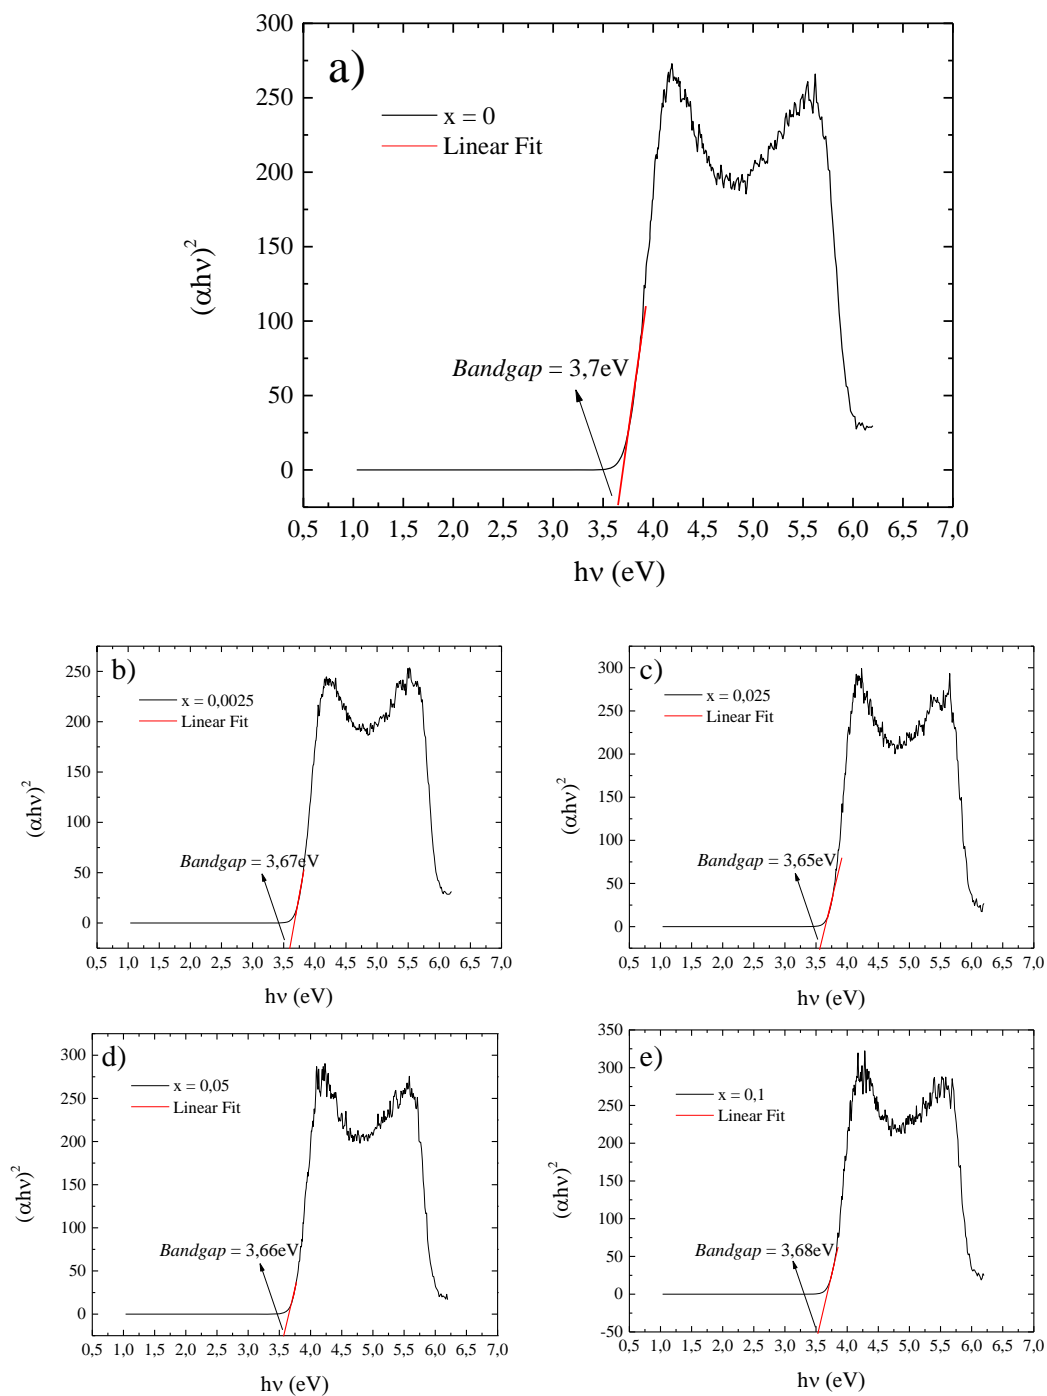 a)
300
250
200
150
100
50
0
x = 0
Linear Fit
Bandgap = 3,7eV
(αhν)²
0,5 1,0 1,5 2,0 2,5 3,0 3,5 4,0 4,5 5,0 5,5 6,0 6,5 7,0
hν (eV)
b)
250
200
150
100
50
0
x = 0,0025
Linear Fit
Bandgap = 3,67eV
(αhν)²
0,5 1,0 1,5 2,0 2,5 3,0 3,5 4,0 4,5 5,0 5,5 6,0 6,5 7,0
hν (eV)
c)
300
250
200
150
100
50
0
x = 0,025
Linear Fit
Bandgap = 3,65eV
(αhν)²
0,5 1,0 1,5 2,0 2,5 3,0 3,5 4,0 4,5 5,0 5,5 6,0 6,5 7,0
hν (eV)
d)
300
250
200
150
100
50
0
x = 0,05
Linear Fit
Bandgap = 3,66eV
(αhν)²
0,5 1,0 1,5 2,0 2,5 3,0 3,5 4,0 4,5 5,0 5,5 6,0 6,5 7,0
hν (eV)
e)
350
300
250
200
150
100
50
0
-50
x = 0,1
Linear Fit
Bandgap = 3,68eV
(αhν)²
0,5 1,0 1,5 2,0 2,5 3,0 3,5 4,0 4,5 5,0 5,5 6,0 6,5 7,0
hν (eV)